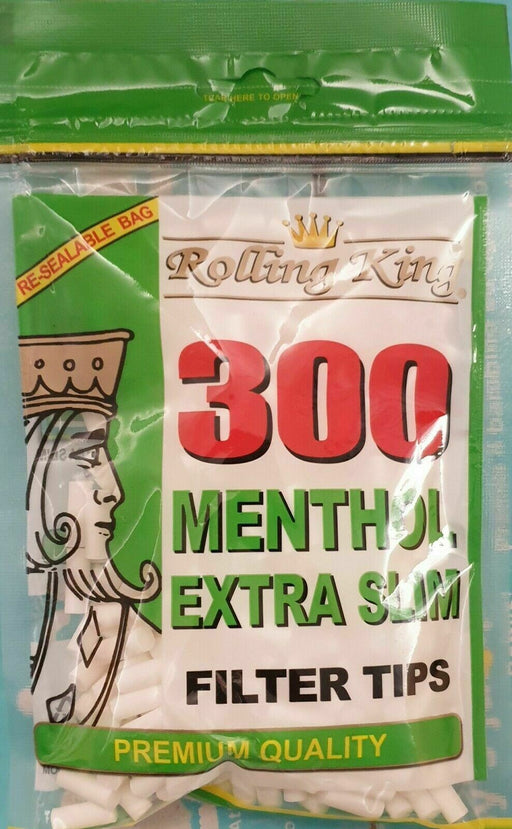 TEAR HERE TO OPEN
RE-SEALABLE BAG
Rolling King
300
MENTHOL
EXTRA SLIM
FILTER TIPS
PREMIUM QUALITY